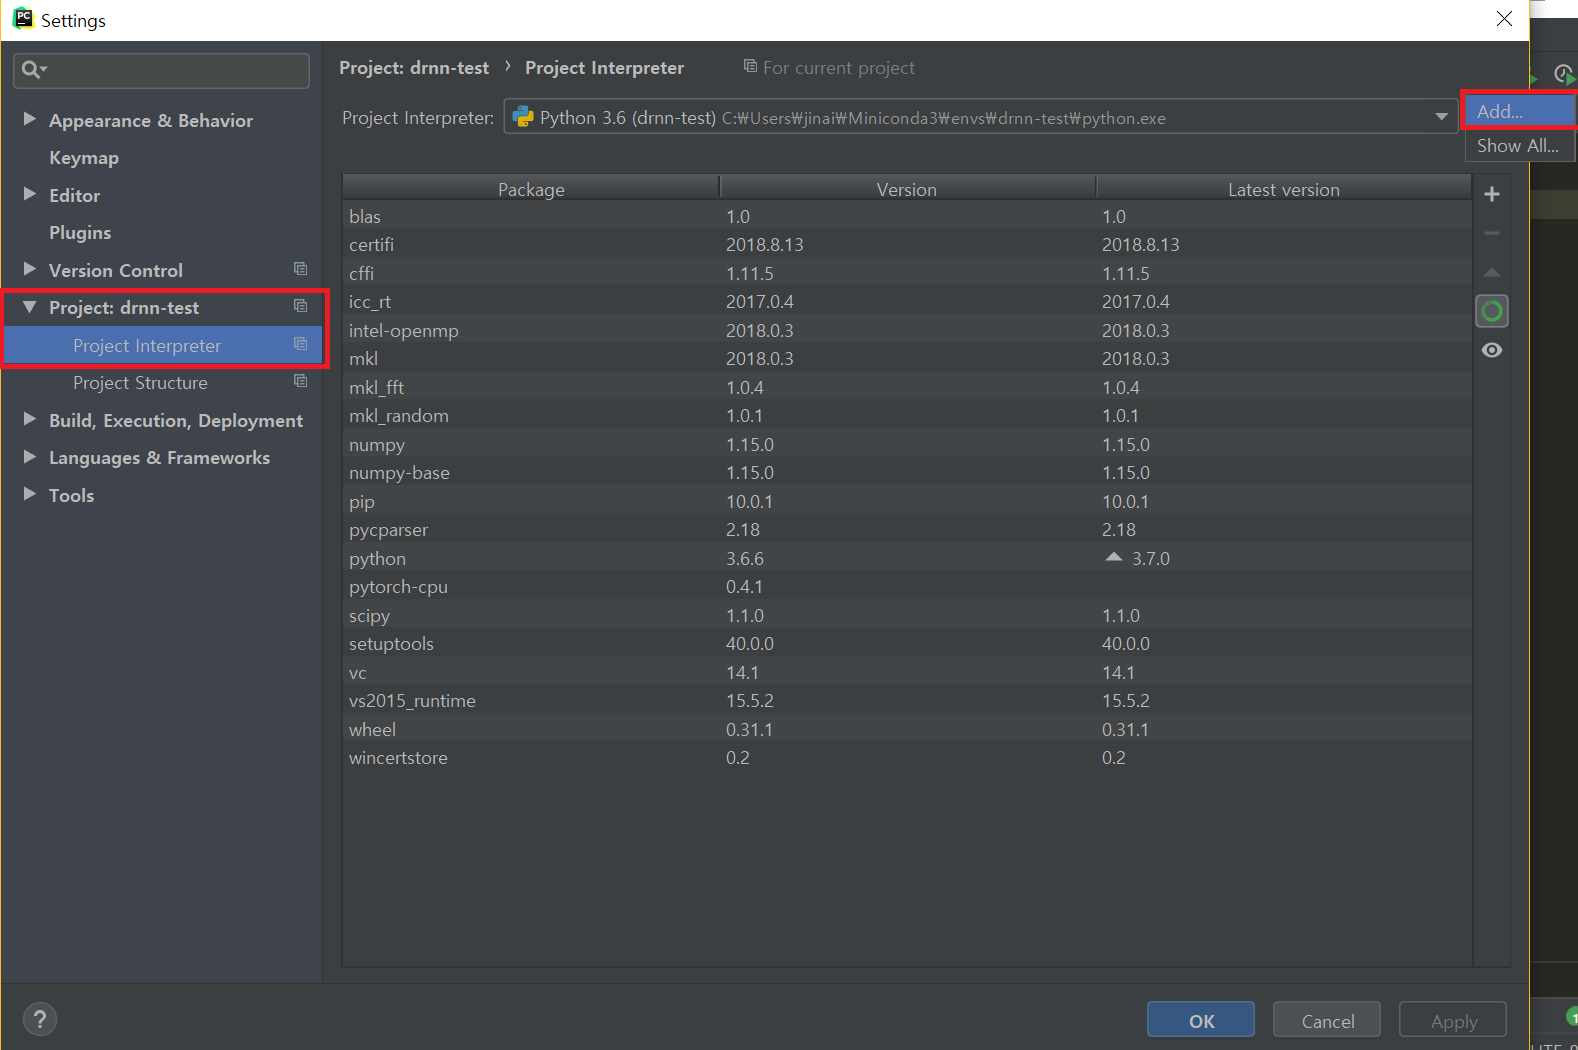 PC Settings
Project: drnn-test › Project Interpreter For current project
Project Interpreter: Python 3.6 (drnn-test) C:₩Users₩jinai₩Miniconda3₩envs₩drnn-test₩python.exe
Add...
Show All...
Appearance & Behavior
Keymap
Editor
Plugins
Version Control
Project: drnn-test
Project Interpreter
Project Structure
Build, Execution, Deployment
Languages & Frameworks
Tools
Package Version Latest version
blas 1.0 1.0
certifi 2018.8.13 2018.8.13
cffi 1.11.5 1.11.5
icc_rt 2017.0.4 2017.0.4
intel-openmp 2018.0.3 2018.0.3
mkl 2018.0.3 2018.0.3
mkl_fft 1.0.4 1.0.4
mkl_random 1.0.1 1.0.1
numpy 1.15.0 1.15.0
numpy-base 1.15.0 1.15.0
pip 10.0.1 10.0.1
pycparser 2.18 2.18
python 3.6.6 3.7.0
pytorch-cpu 0.4.1
scipy 1.1.0 1.1.0
setuptools 40.0.0 40.0.0
vc 14.1 14.1
vs2015_runtime 15.5.2 15.5.2
wheel 0.31.1 0.31.1
wincertstore 0.2 0.2
? OK Cancel Apply
1